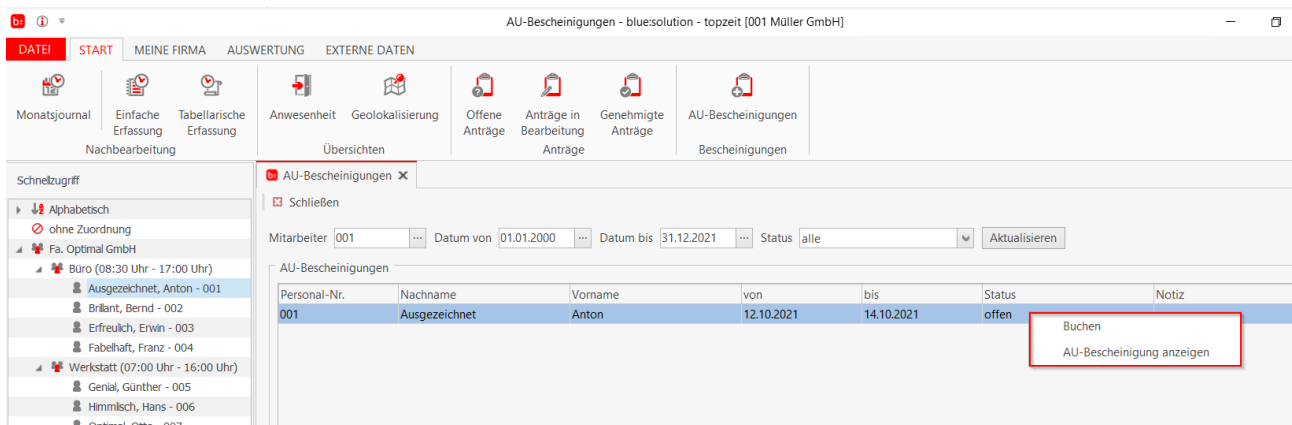 b: AU-Bescheinigungen - blue:solution - topzeit [001 Müller GmbH]
DATEI START MEINE FIRMA AUSWERTUNG EXTERNE DATEN
Monatsjournal Einfache Erfassung Tabellarische Erfassung Anwesenheit Geolokalisierung Offene Anträge Anträge in Bearbeitung Genehmigte Anträge AU-Bescheinigungen
Nachbearbeitung Übersichten Anträge Bescheinigungen
Schnellzugriff
Alphabetisch
ohne Zuordnung
Fa. Optimal GmbH
Büro (08:30 Uhr - 17:00 Uhr)
Ausgezeichnet, Anton - 001
Brillant, Bernd - 002
Erfreulich, Erwin - 003
Fabelhaft, Franz - 004
Werkstatt (07:00 Uhr - 16:00 Uhr)
Genial, Günther - 005
Himmlisch, Hans - 006
Optimal, Otto - 007
b: AU-Bescheinigungen
Schließen
Mitarbeiter 001 ... Datum von 01.01.2000 ... Datum bis 31.12.2021 ... Status alle Aktualisieren
AU-Bescheinigungen
Personal-Nr. Nachname Vorname von bis Status Notiz
001 Ausgezeichnet Anton 12.10.2021 14.10.2021 offen
Buchen
AU-Bescheinigung anzeigen